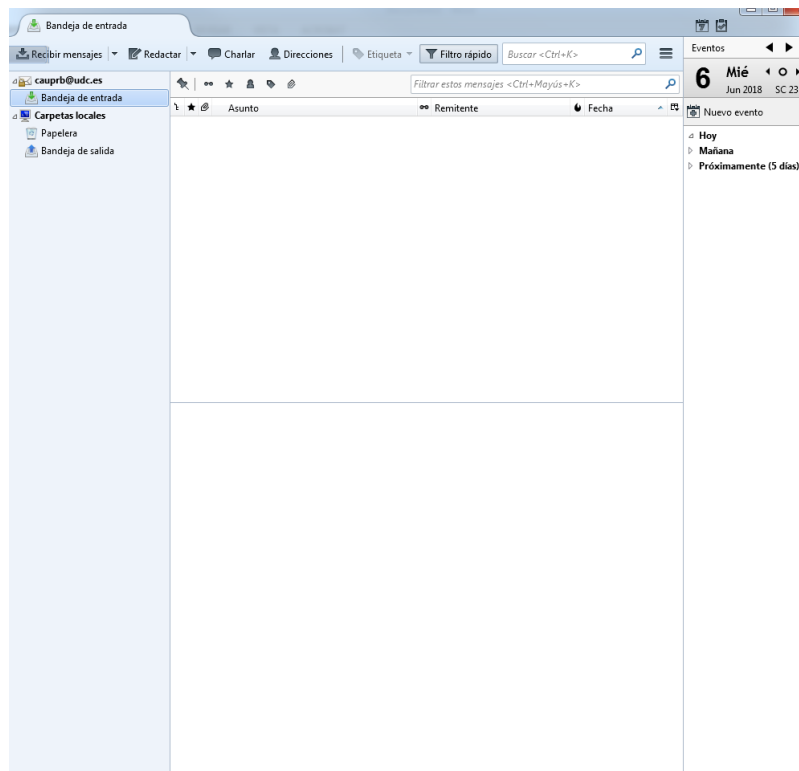 Bandeja de entrada
Recibir mensajes Redactar Charlar Direcciones Etiqueta Filtro rápido Buscar <Ctrl+K>
cauprb@udc.es
Bandeja de entrada
Carpetas locales
Papelera
Bandeja de salida
Filtrar estos mensajes <Ctrl+Mayús+K>
Asunto Remitente Fecha
Eventos
6 Mié
Jun 2018 SC 23
Nuevo evento
Hoy
Mañana
Próximamente (5 días)